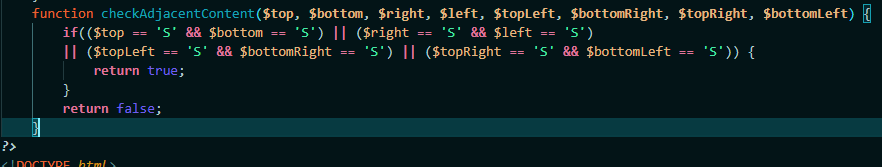 function checkAdjacentContent($top, $bottom, $right, $left, $topLeft, $bottomRight, $topRight, $bottomLeft) {
if(($top == 'S' && $bottom == 'S') || ($right == 'S' && $left == 'S')
|| ($topLeft == 'S' && $bottomRight == 'S') || ($topRight == 'S' && $bottomLeft == 'S')) {
return true;
}
return false;
}
?>
<!DOCTYPE html>